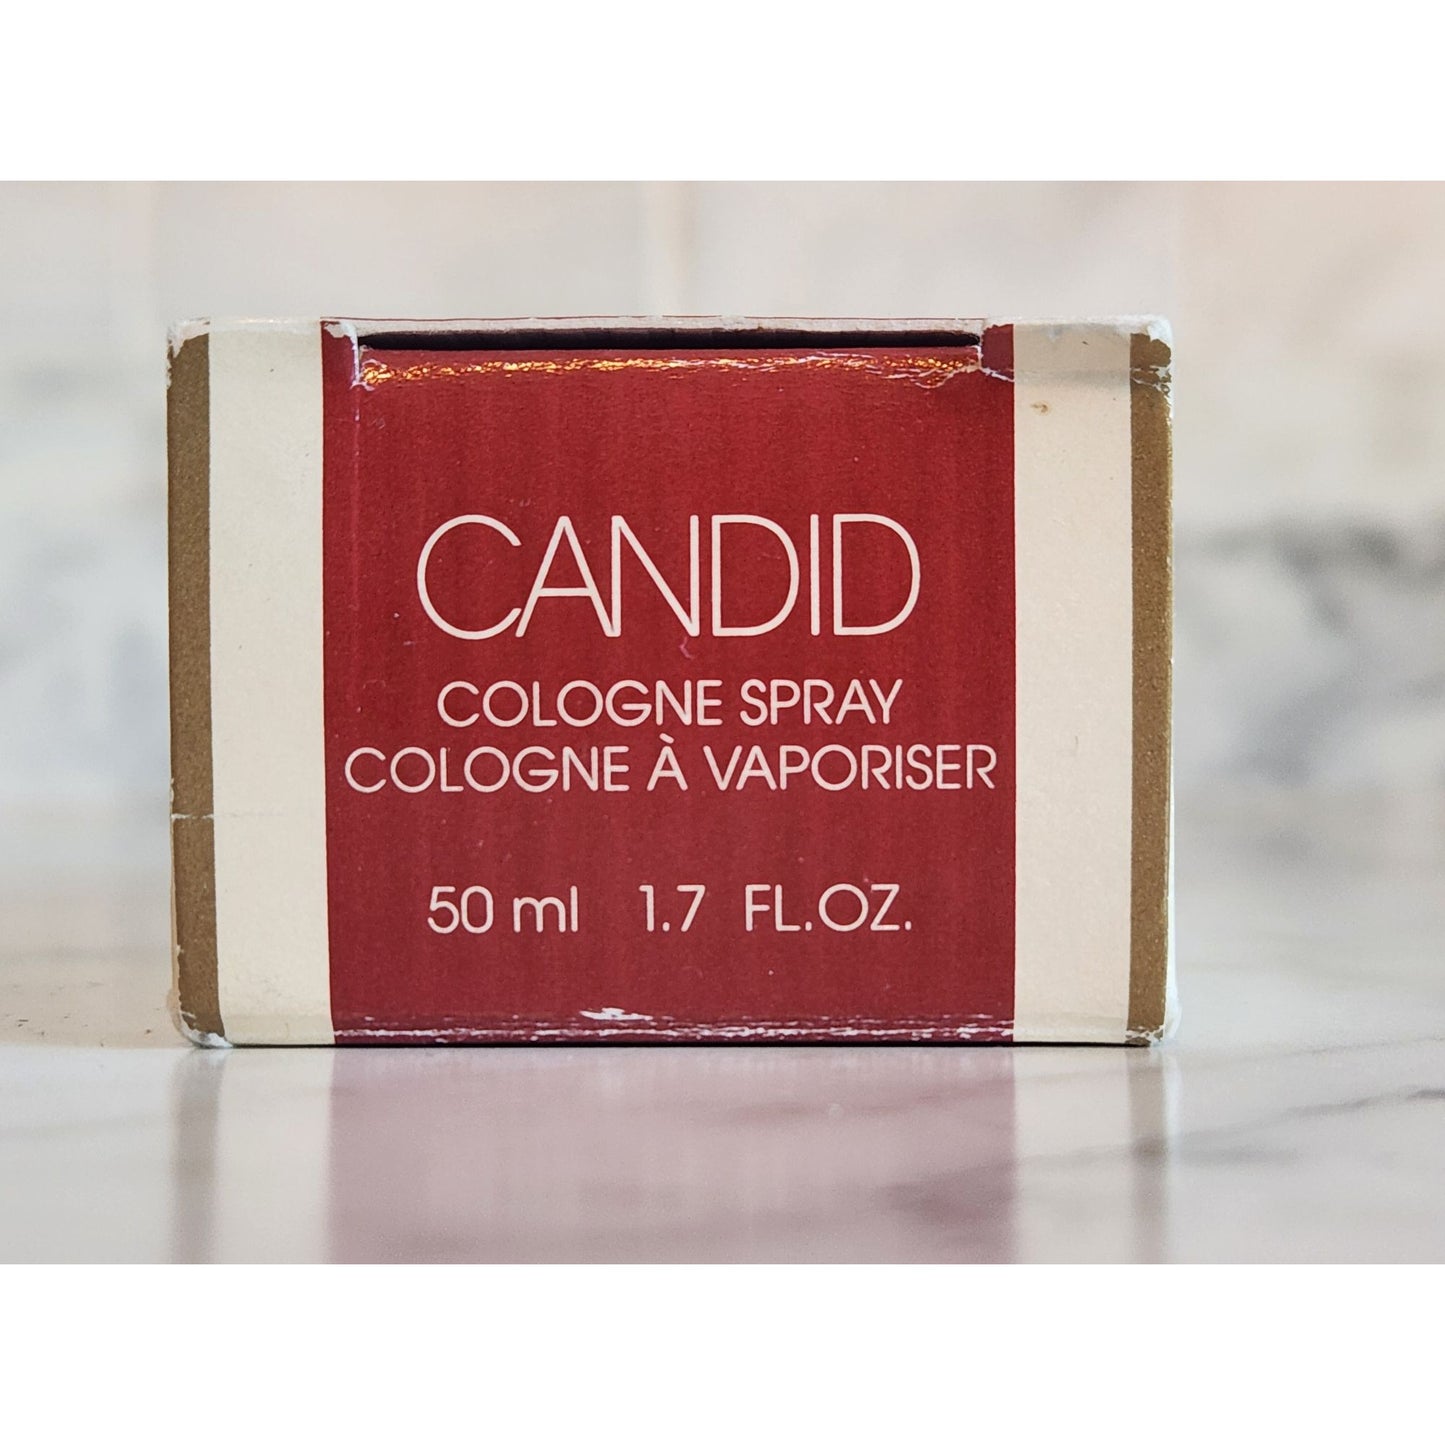 CANDID
COLOGNE SPRAY
COLOGNE À VAPORISER
50 ml 1.7 FL.OZ.